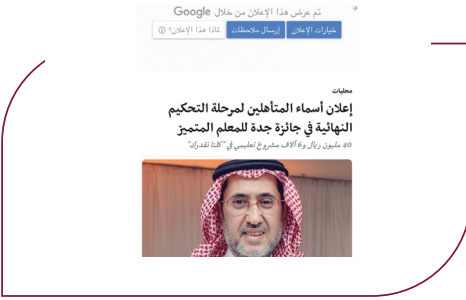 تم عرض هذا الإعلان من خلال Google
خيارات الإعلان
إرسال ملاحظات
لماذا هذا الإعلان؟
محليات
إعلان أسماء المتأهلين لمرحلة التحكيم
النهائية في جائزة جدة للمعلم المتميز
40 مليون ريال و6 آلاف مشروع تعليمي في "كلنا نقدرك"